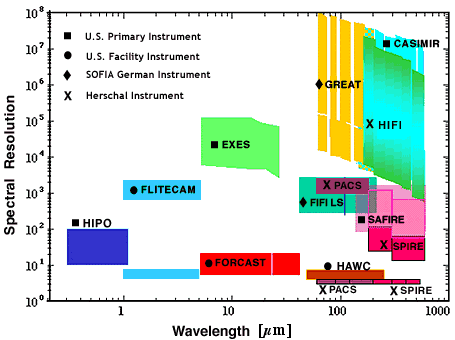 10^8
10^7
10^6
10^5
10^4
10^3
10^2
10^1
10^0
Spectral Resolution
■ U.S. Primary Instrument
● U.S. Facility Instrument
♦ SOFIA German Instrument
X Herschal Instrument
■ CASIMIR
♦ GREAT
X HIFI
■ EXES
● FLITECAM
X PACS
♦ FIFI LS
■ HIPO
■ SAFIRE
X SPIRE
● FORCAST
● HAWC
X PACS
X SPIRE
1 10 100 1000
Wavelength [μm]